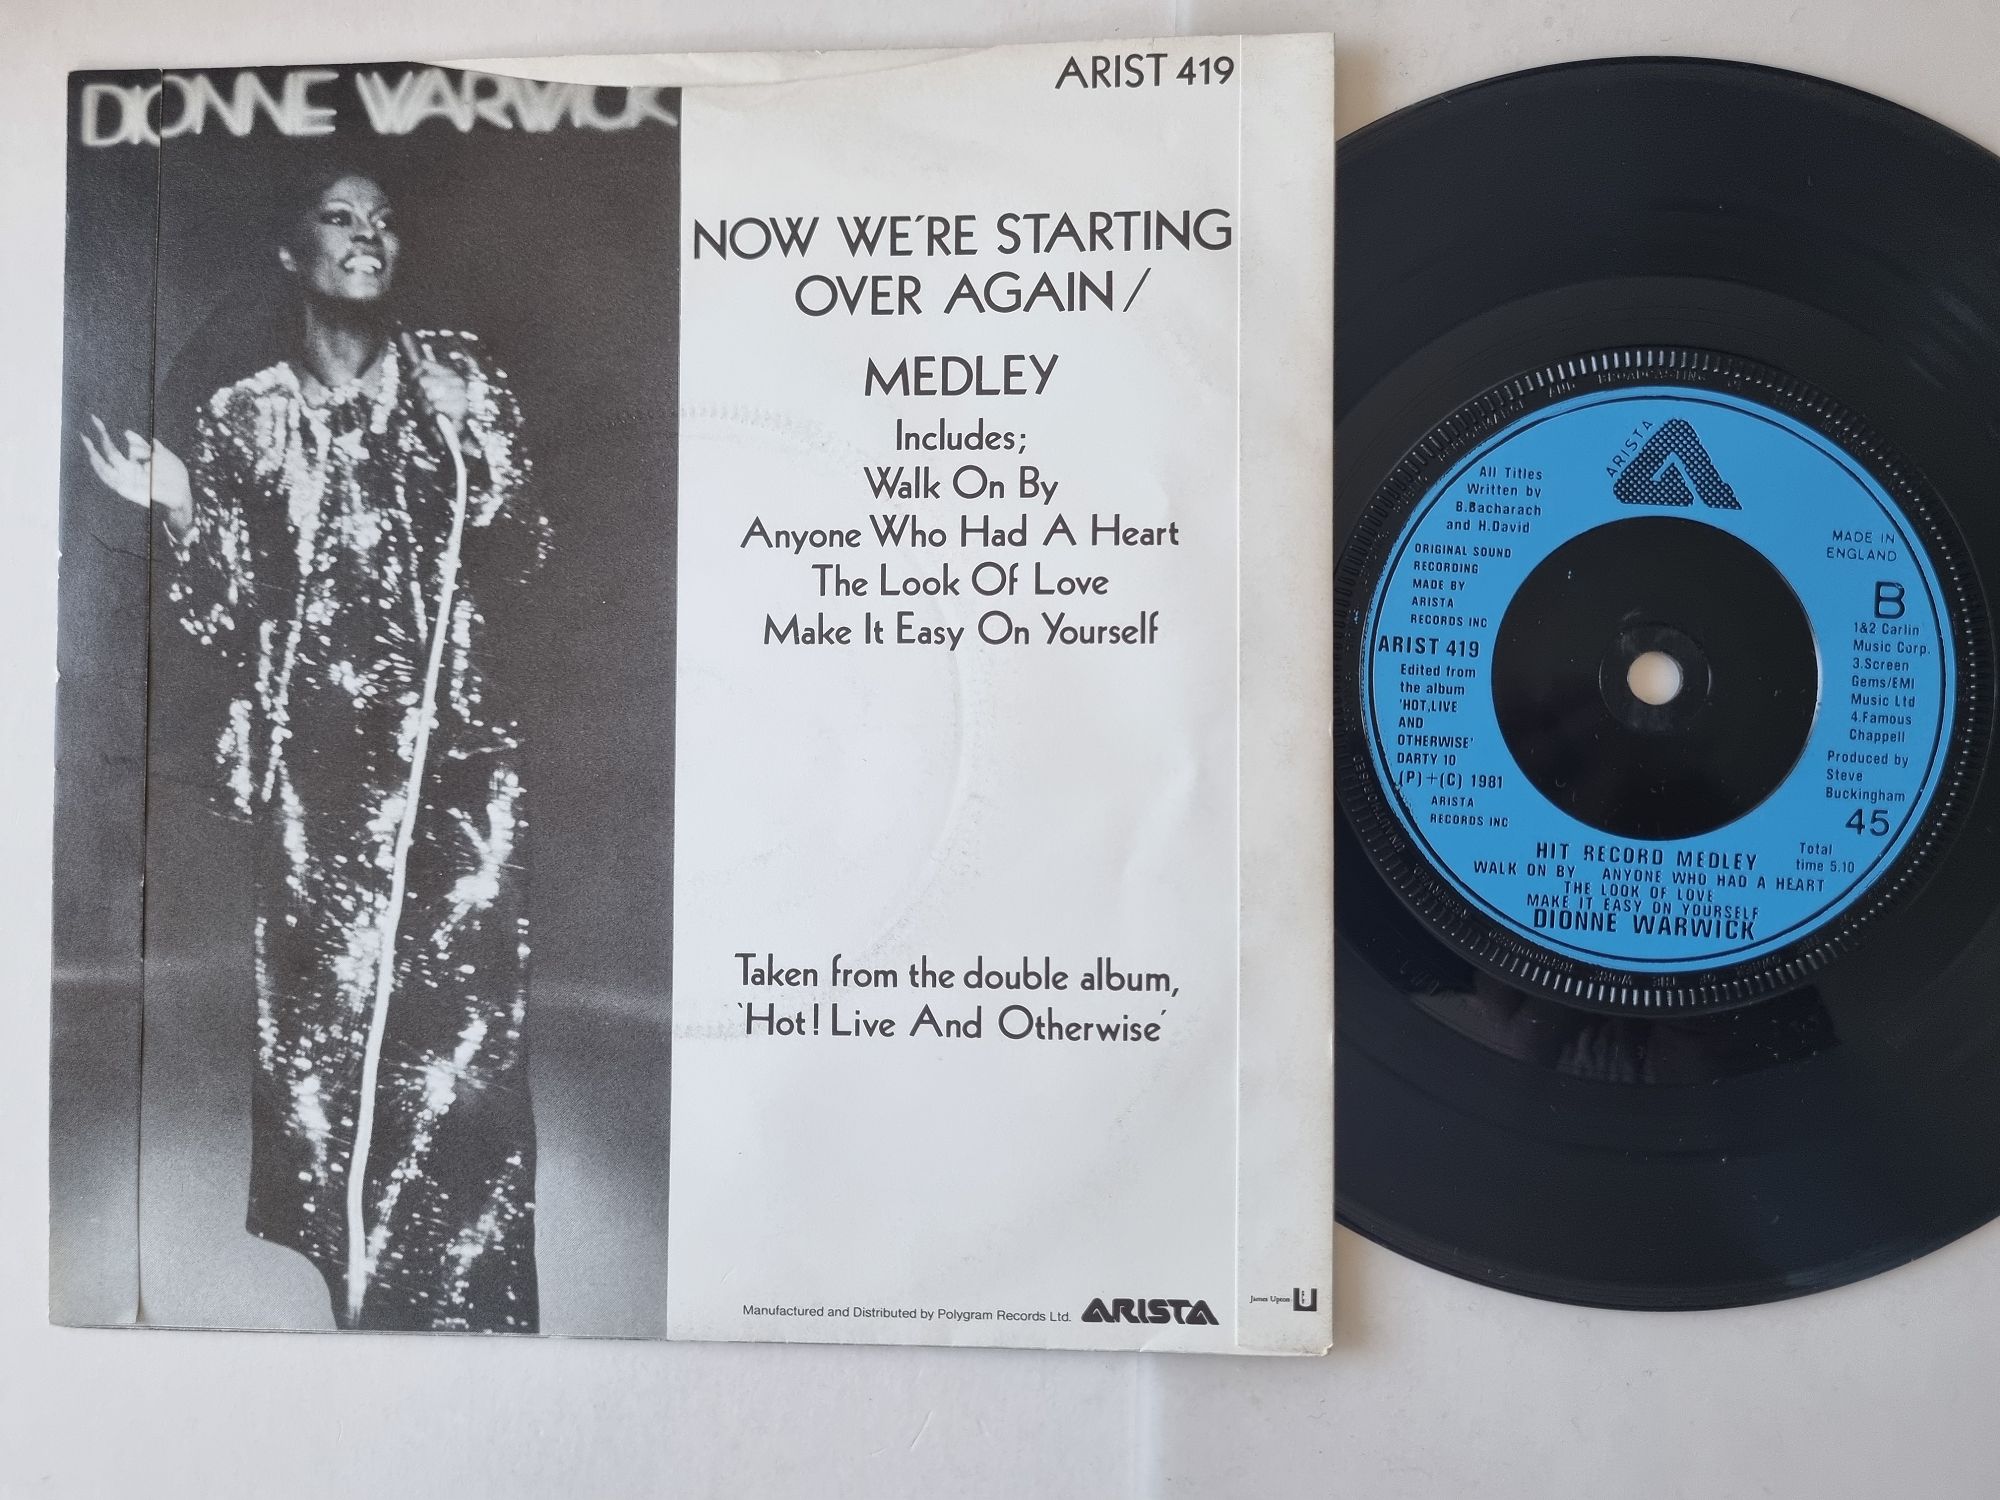 DIONNE WARWICK
ARIST 419
NOW WE'RE STARTING
OVER AGAIN/
MEDLEY
Includes;
Walk On By
Anyone Who Had A Heart
The Look Of Love
Make It Easy On Yourself
Taken from the double album,
'Hot! Live And Otherwise'
Manufactured and Distributed by Polygram Records Ltd.
ARISTA
James Upton
ARISTA
All Titles
Written by
B.Bacharach
and H.David
ORIGINAL SOUND
RECORDING
MADE BY
ARISTA
RECORDS INC
ARIST 419
Edited from
the album
'HOT,LIVE
AND
OTHERWISE'
DARTY 10
(P)+(C) 1981
ARISTA
RECORDS INC
MADE IN
ENGLAND
B
1&2 Carlin
Music Corp.
3.Screen
Gems/EMI
Music Ltd
4.Famous
Chappell
Produced by
Steve
Buckingham
45
Total
time 5.10
HIT RECORD MEDLEY
WALK ON BY ANYONE WHO HAD A HEART
THE LOOK OF LOVE
MAKE IT EASY ON YOURSELF
DIONNE WARWICK